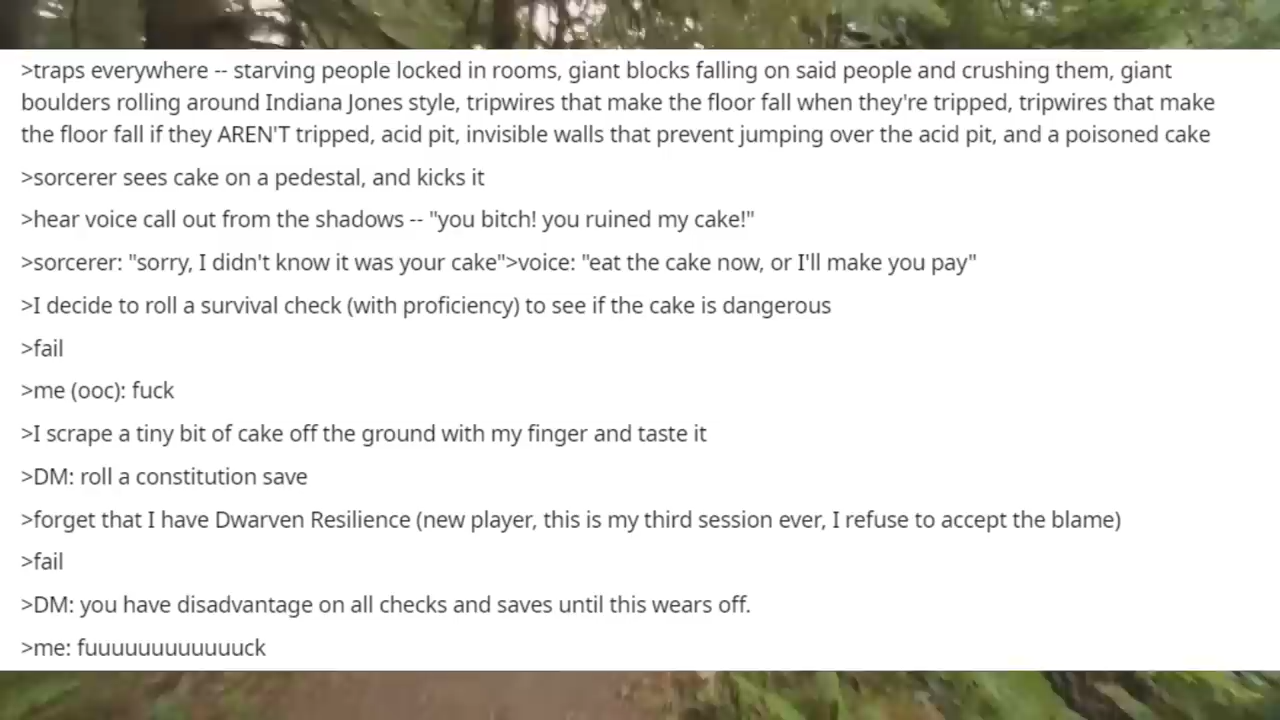 >traps everywhere -- starving people locked in rooms, giant blocks falling on said people and crushing them, giant
boulders rolling around Indiana Jones style, tripwires that make the floor fall when they're tripped, tripwires that make
the floor fall if they AREN'T tripped, acid pit, invisible walls that prevent jumping over the acid pit, and a poisoned cake
>sorcerer sees cake on a pedestal, and kicks it
>hear voice call out from the shadows -- "you bitch! you ruined my cake!"
>sorcerer: "sorry, I didn't know it was your cake">voice: "eat the cake now, or I'll make you pay"
>I decide to roll a survival check (with proficiency) to see if the cake is dangerous
>fail
>me (ooc): fuck
>I scrape a tiny bit of cake off the ground with my finger and taste it
>DM: roll a constitution save
>forget that I have Dwarven Resilience (new player, this is my third session ever, I refuse to accept the blame)
>fail
>DM: you have disadvantage on all checks and saves until this wears off.
>me: fuuuuuuuuuuuuck